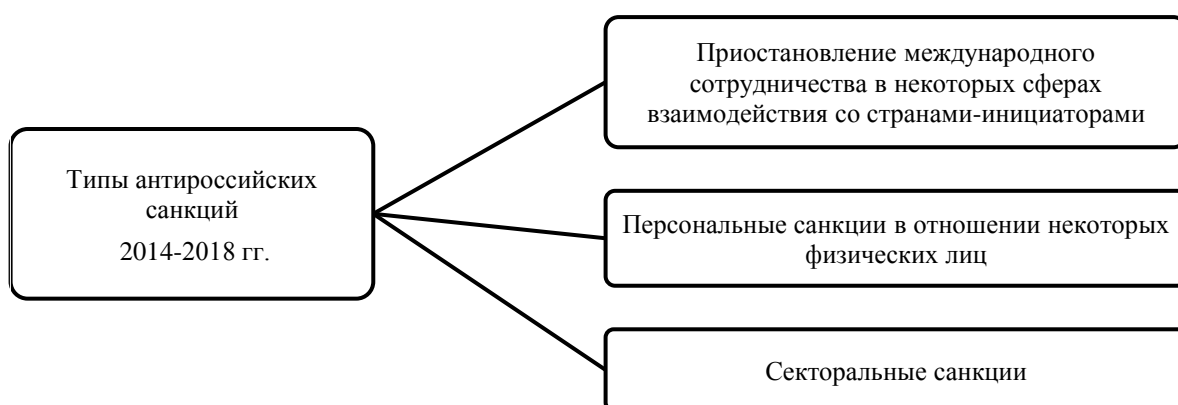 Типы антироссийских
санкций
2014-2018 гг.
Приостановление международного
сотрудничества в некоторых сферах
взаимодействия со странами-инициаторами
Персональные санкции в отношении некоторых
физических лиц
Секторальные санкции